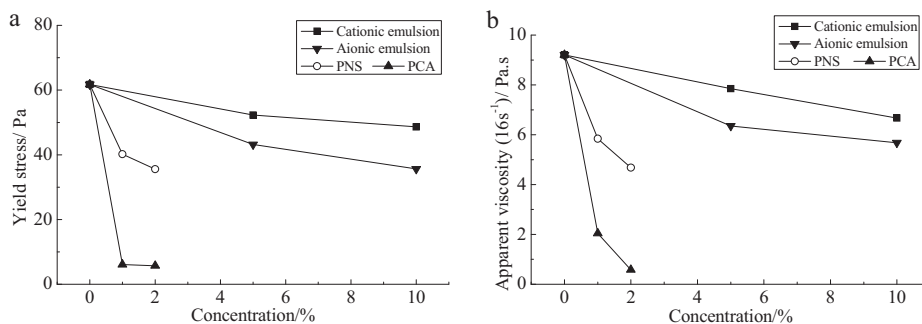 a
80
60
40
20
0
Yield stress/ Pa
0 2 4 6 8 10
Concentration/%
Cationic emulsion
Aionic emulsion
PNS PCA
b
10
8
6
4
2
0
Apparent viscosity (16s⁻¹)/ Pa.s
0 2 4 6 8 10
Concentration/%
Cationic emulsion
Aionic emulsion
PNS PCA